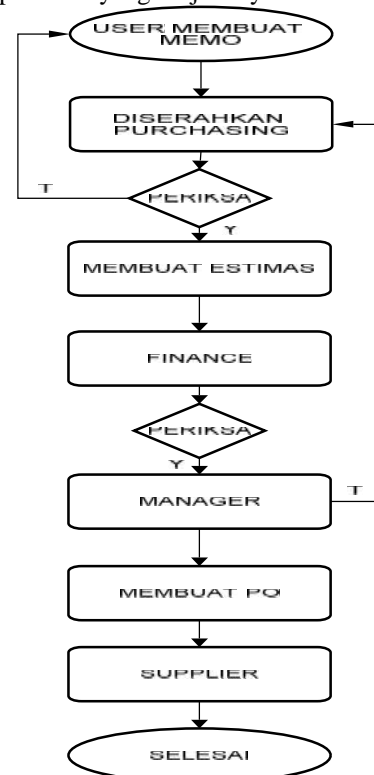 USER MEMBUAT
MEMO
DISERAHKAN
PURCHASING
T
PERIKSA
Y
MEMBUAT ESTIMAS
FINANCE
PERIKSA
Y
MANAGER
T
MEMBUAT PO
SUPPLIER
SELESAI